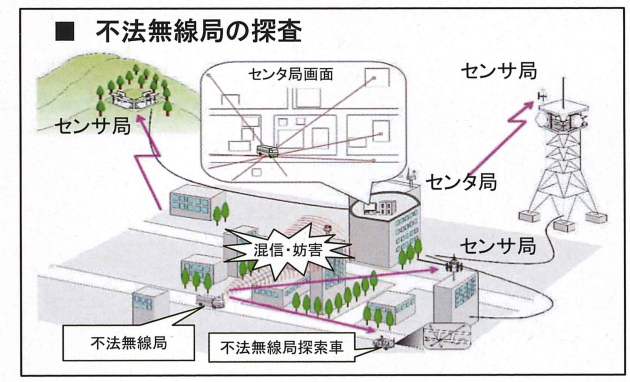 ■ 不法無線局の探査
センタ局画面
センサ局
センサ局
センタ局
センサ局
混信・妨害
不法無線局
不法無線局探索車